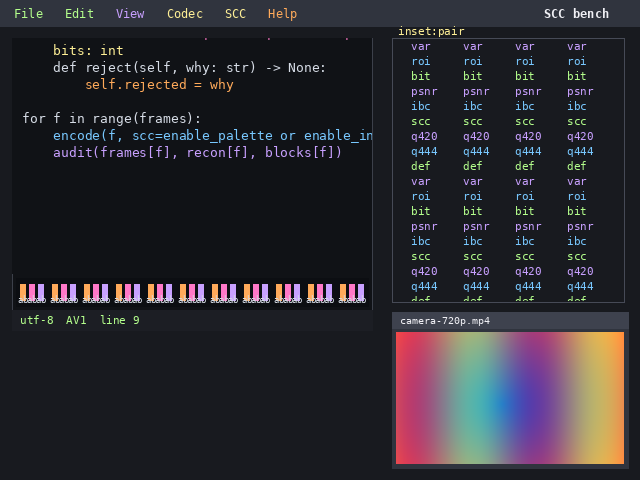 File Edit View Codec SCC Help SCC bench
bits: int
def reject(self, why: str) -> None:
self.rejected = why
for f in range(frames):
encode(f, scc=enable_palette or enable_in
audit(frames[f], recon[f], blocks[f])
utf-8 AV1 line 9
inset:pair
var var var var
roi roi roi roi
bit bit bit bit
psnr psnr psnr psnr
ibc ibc ibc ibc
scc scc scc scc
q420 q420 q420 q420
q444 q444 q444 q444
def def def def
var var var var
roi roi roi roi
bit bit bit bit
psnr psnr psnr psnr
ibc ibc ibc ibc
scc scc scc scc
q420 q420 q420 q420
q444 q444 q444 q444
def def def def
camera-720p.mp4